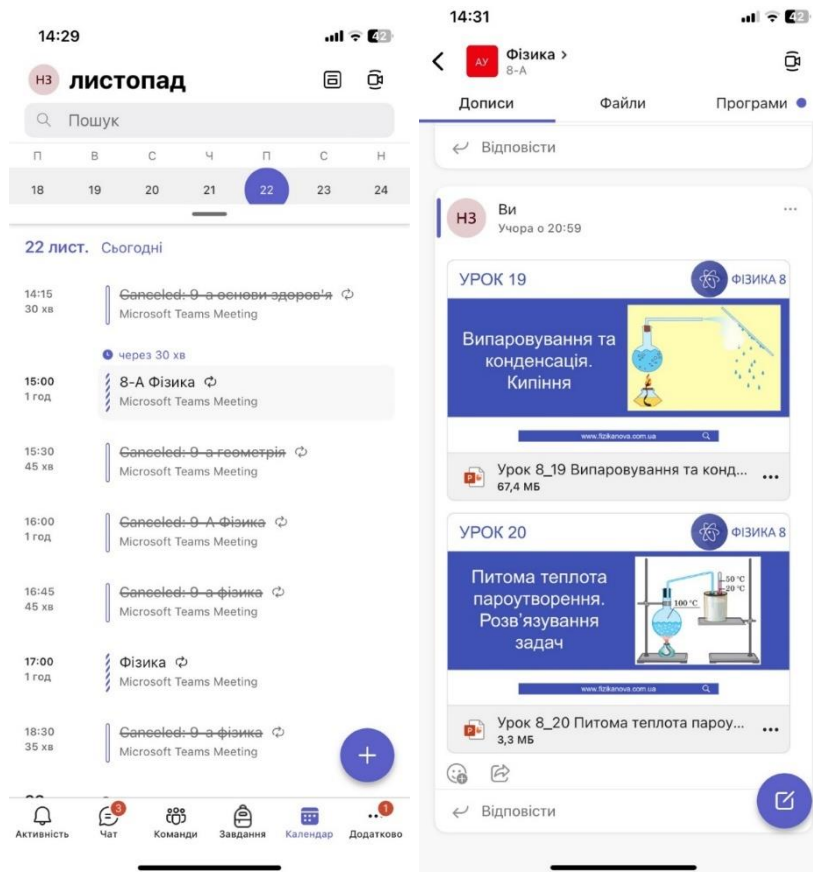 14:29
42
НЗ листопад
Пошук
П В С Ч П С Н
18 19 20 21 22 23 24
22 лист. Сьогодні
14:15
30 хв
Canceled: 9-а основи здоров'я
Microsoft Teams Meeting
через 30 хв
15:00
1 год
8-А Фізика
Microsoft Teams Meeting
15:30
45 хв
Canceled: 9-а геометрія
Microsoft Teams Meeting
16:00
1 год
Canceled: 9-А Фізика
Microsoft Teams Meeting
16:45
45 хв
Canceled: 9-а фізика
Microsoft Teams Meeting
17:00
1 год
Фізика
Microsoft Teams Meeting
18:30
35 хв
Canceled: 9-а фізика
Microsoft Teams Meeting
3 1
Активність Чат Команди Завдання Календар Додатково
14:31
42
АУ Фізика >
8-А
Дописи Файли Програми
Відповісти
НЗ Ви
Учора о 20:59
УРОК 19 ФІЗИКА 8
Випаровування та
конденсація.
Кипіння
www.fizikanova.com.ua
Урок 8_19 Випаровування та конд...
67,4 МБ
УРОК 20 ФІЗИКА 8
Питома теплота
пароутворення.
Розв'язування
задач
50 °C
20 °C
100 °C
www.fizikanova.com.ua
Урок 8_20 Питома теплота пароу...
3,3 МБ
Відповісти